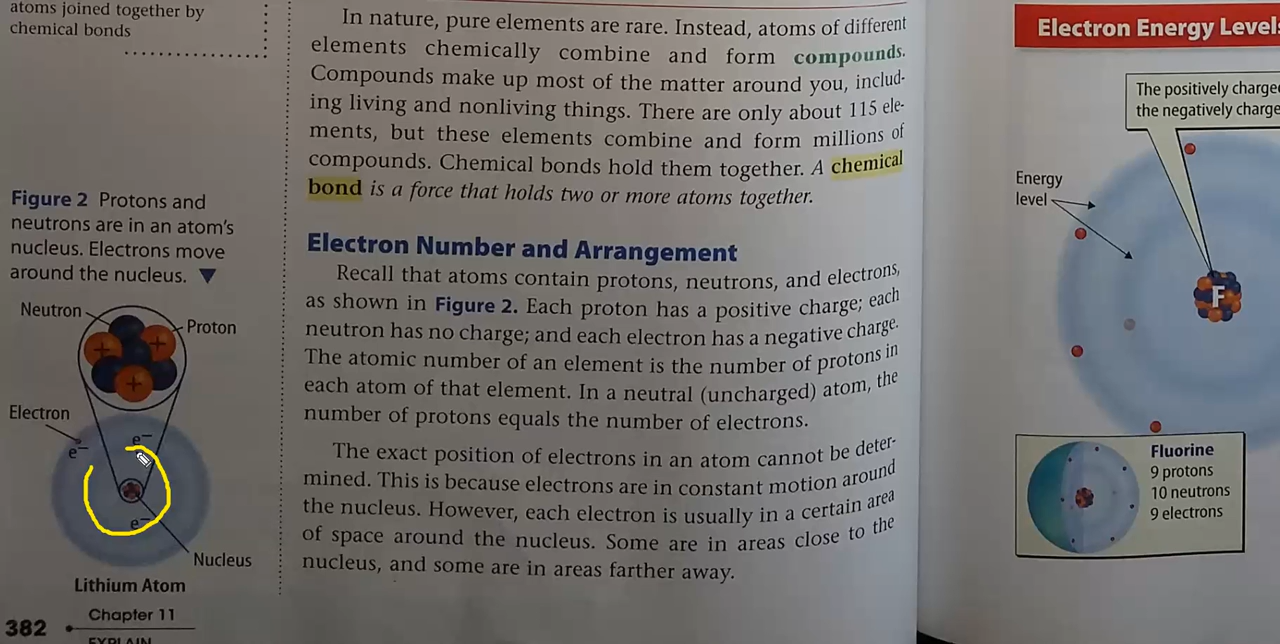 atoms joined together by
chemical bonds
Figure 2 Protons and
neutrons are in an atom's
nucleus. Electrons move
around the nucleus. ▼
Neutron
Proton
+
+
+
Electron
e⁻
e⁻
e⁻
Nucleus
Lithium Atom
382
Chapter 11
EXPLAIN
In nature, pure elements are rare. Instead, atoms of different
elements chemically combine and form compounds.
Compounds make up most of the matter around you, includ-
ing living and nonliving things. There are only about 115 ele-
ments, but these elements combine and form millions of
compounds. Chemical bonds hold them together. A chemical
bond is a force that holds two or more atoms together.
Electron Number and Arrangement
Recall that atoms contain protons, neutrons, and electrons,
as shown in Figure 2. Each proton has a positive charge; each
neutron has no charge; and each electron has a negative charge.
The atomic number of an element is the number of protons in
each atom of that element. In a neutral (uncharged) atom, the
number of protons equals the number of electrons.
The exact position of electrons in an atom cannot be deter-
mined. This is because electrons are in constant motion around
the nucleus. However, each electron is usually in a certain area
of space around the nucleus. Some are in areas close to the
nucleus, and some are in areas farther away.
Electron Energy Level
The positively charge
the negatively charge
Energy
level
F
Fluorine
9 protons
10 neutrons
9 electrons